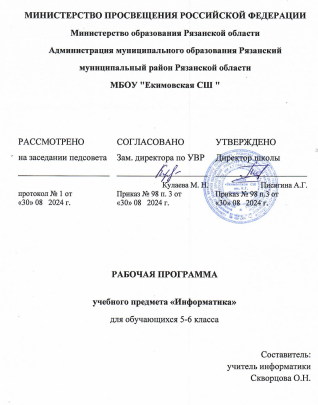 МИНИСТЕРСТВО ПРОСВЕЩЕНИЯ РОССИЙСКОЙ ФЕДЕРАЦИИ
Министерство образования Рязанской области
Администрация муниципального образования Рязанский
муниципальный район Рязанской области
МБОУ "Екимовская СШ "
РАССМОТРЕНО СОГЛАСОВАНО УТВЕРЖДЕНО
на заседании педсовета Зам. директора по УВР Директор школы
Кулаева М. Н. Писигина А.Г.
протокол № 1 от Приказ № 98 п. 3 от Приказ № 98 п.3 от
«30» 08 2024 г. «30» 08 2024 г. «30» 08 2024 г.
РАБОЧАЯ ПРОГРАММА
учебного предмета «Информатика»
для обучающихся 5-6 класса
Составитель:
учитель информатики
Скворцова О.Н.